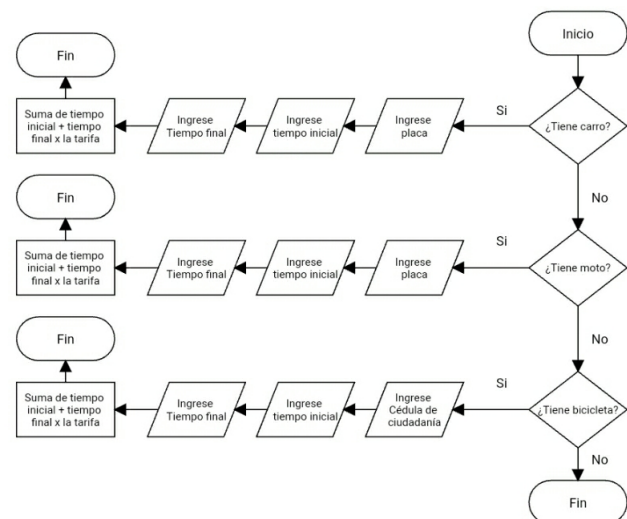 Inicio
¿Tiene carro?
Si
Ingrese
placa
Ingrese
tiempo inicial
Ingrese
Tiempo final
Suma de tiempo
inicial + tiempo
final x la tarifa
Fin
No
¿Tiene moto?
Si
Ingrese
placa
Ingrese
tiempo inicial
Ingrese
Tiempo final
Suma de tiempo
inicial + tiempo
final x la tarifa
Fin
No
¿Tiene bicicleta?
Si
Ingrese
Cédula de
ciudadanía
Ingrese
tiempo inicial
Ingrese
Tiempo final
Suma de tiempo
inicial + tiempo
final x la tarifa
Fin
No
Fin